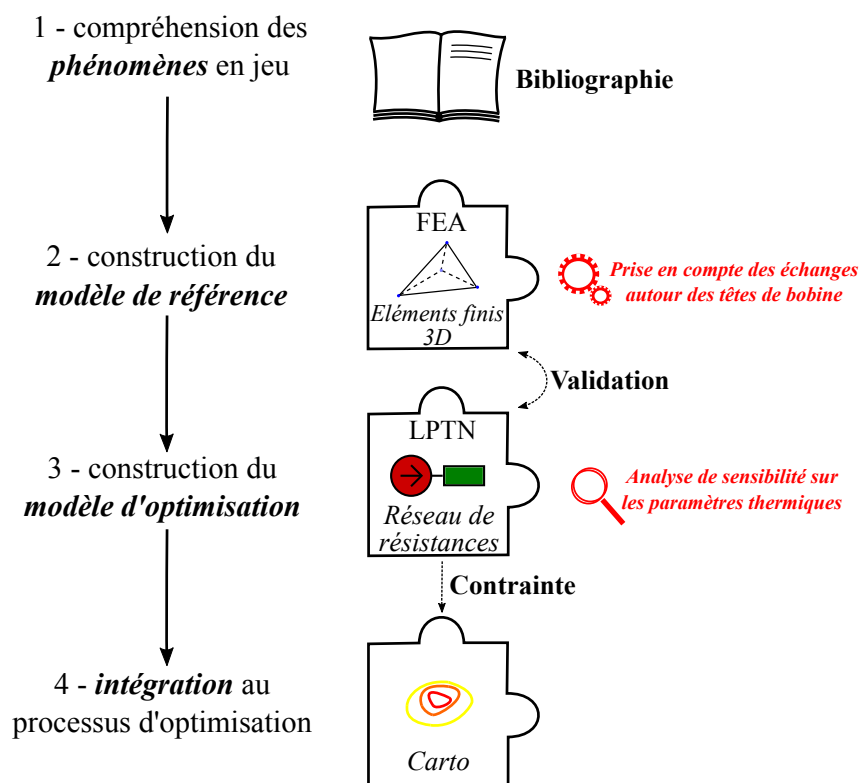 1 - compréhension des
phénomènes en jeu
Bibliographie
2 - construction du
modèle de référence
FEA
Eléments finis
3D
Prise en compte des échanges
autour des têtes de bobine
Validation
3 - construction du
modèle d'optimisation
LPTN
Réseau de
résistances
Analyse de sensibilité sur
les paramètres thermiques
Contrainte
4 - intégration au
processus d'optimisation
Carto